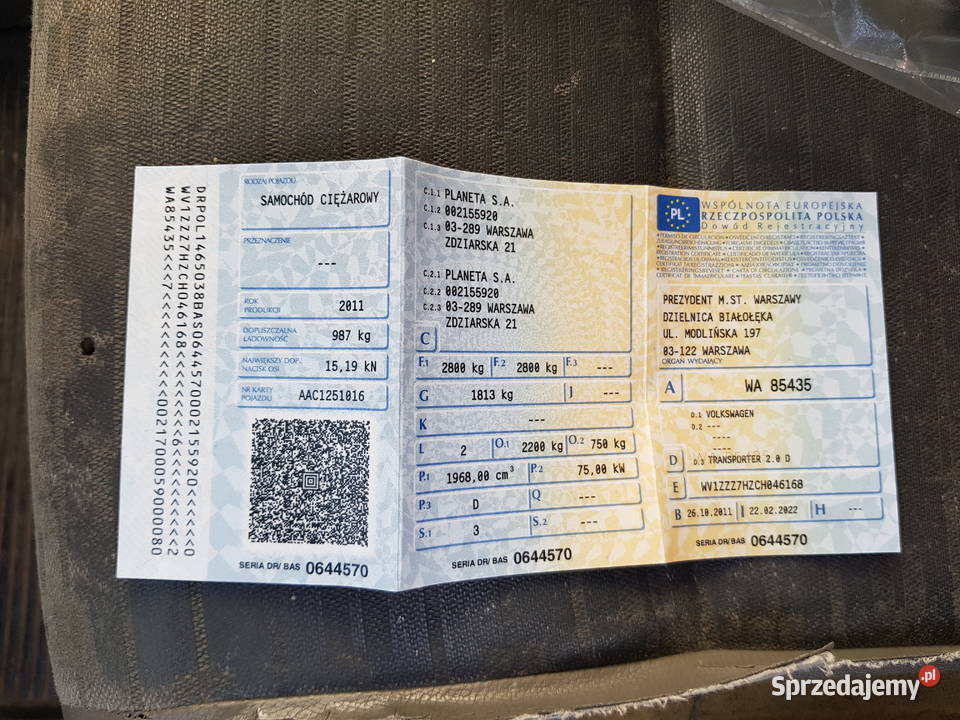 RODZAJ POJAZDU
SAMOCHÓD CIĘŻAROWY
PRZEZNACZENIE
---
ROK PRODUKCJI 2011
DOPUSZCZALNA ŁADOWNOŚĆ 987 kg
NAJWIĘKSZY DOP. NACISK OSI 15,19 kN
NR KARTY POJAZDU AAC1251016
SERIA DR/ BAS 0644570
C.1.1 PLANETA S.A.
C.1.2 002155920
C.1.3 03-289 WARSZAWA
ZDZIARSKA 21
C.2.1 PLANETA S.A.
C.2.2 002155920
C.2.3 03-289 WARSZAWA
ZDZIARSKA 21
C
F.1 2800 kg F.2 2800 kg F.3 ---
G 1813 kg J ---
K ---
L 2 O.1 2200 kg O.2 750 kg
P.1 1968,00 cm³ P.2 75,00 kW
P.3 D Q ---
S.1 3 S.2 ---
SERIA DR/ BAS 0644570
PL
WSPÓLNOTA EUROPEJSKA
RZECZPOSPOLITA POLSKA
Dowód Rejestracyjny
PREZYDENT M.ST. WARSZAWY
DZIELNICA BIAŁOŁĘKA
UL. MODLIŃSKA 197
03-122 WARSZAWA
ORGAN WYDAJĄCY
A WA 85435
D.1 VOLKSWAGEN
D.2 ---
----
----
D D.3 TRANSPORTER 2.0 D
E WV1ZZZ7HZCH046168
B 26.10.2011 I 22.02.2022 H ---
SERIA DR/ BAS 0644570
Sprzedajemy.pl